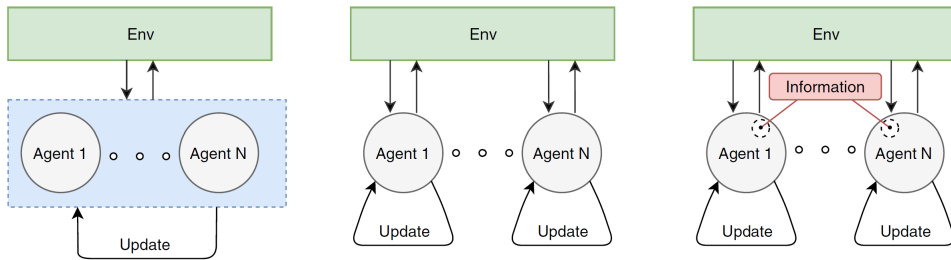 Env
Agent 1
Agent N
Update
Env
Agent 1
Agent N
Update
Update
Env
Information
Agent 1
Agent N
Update
Update